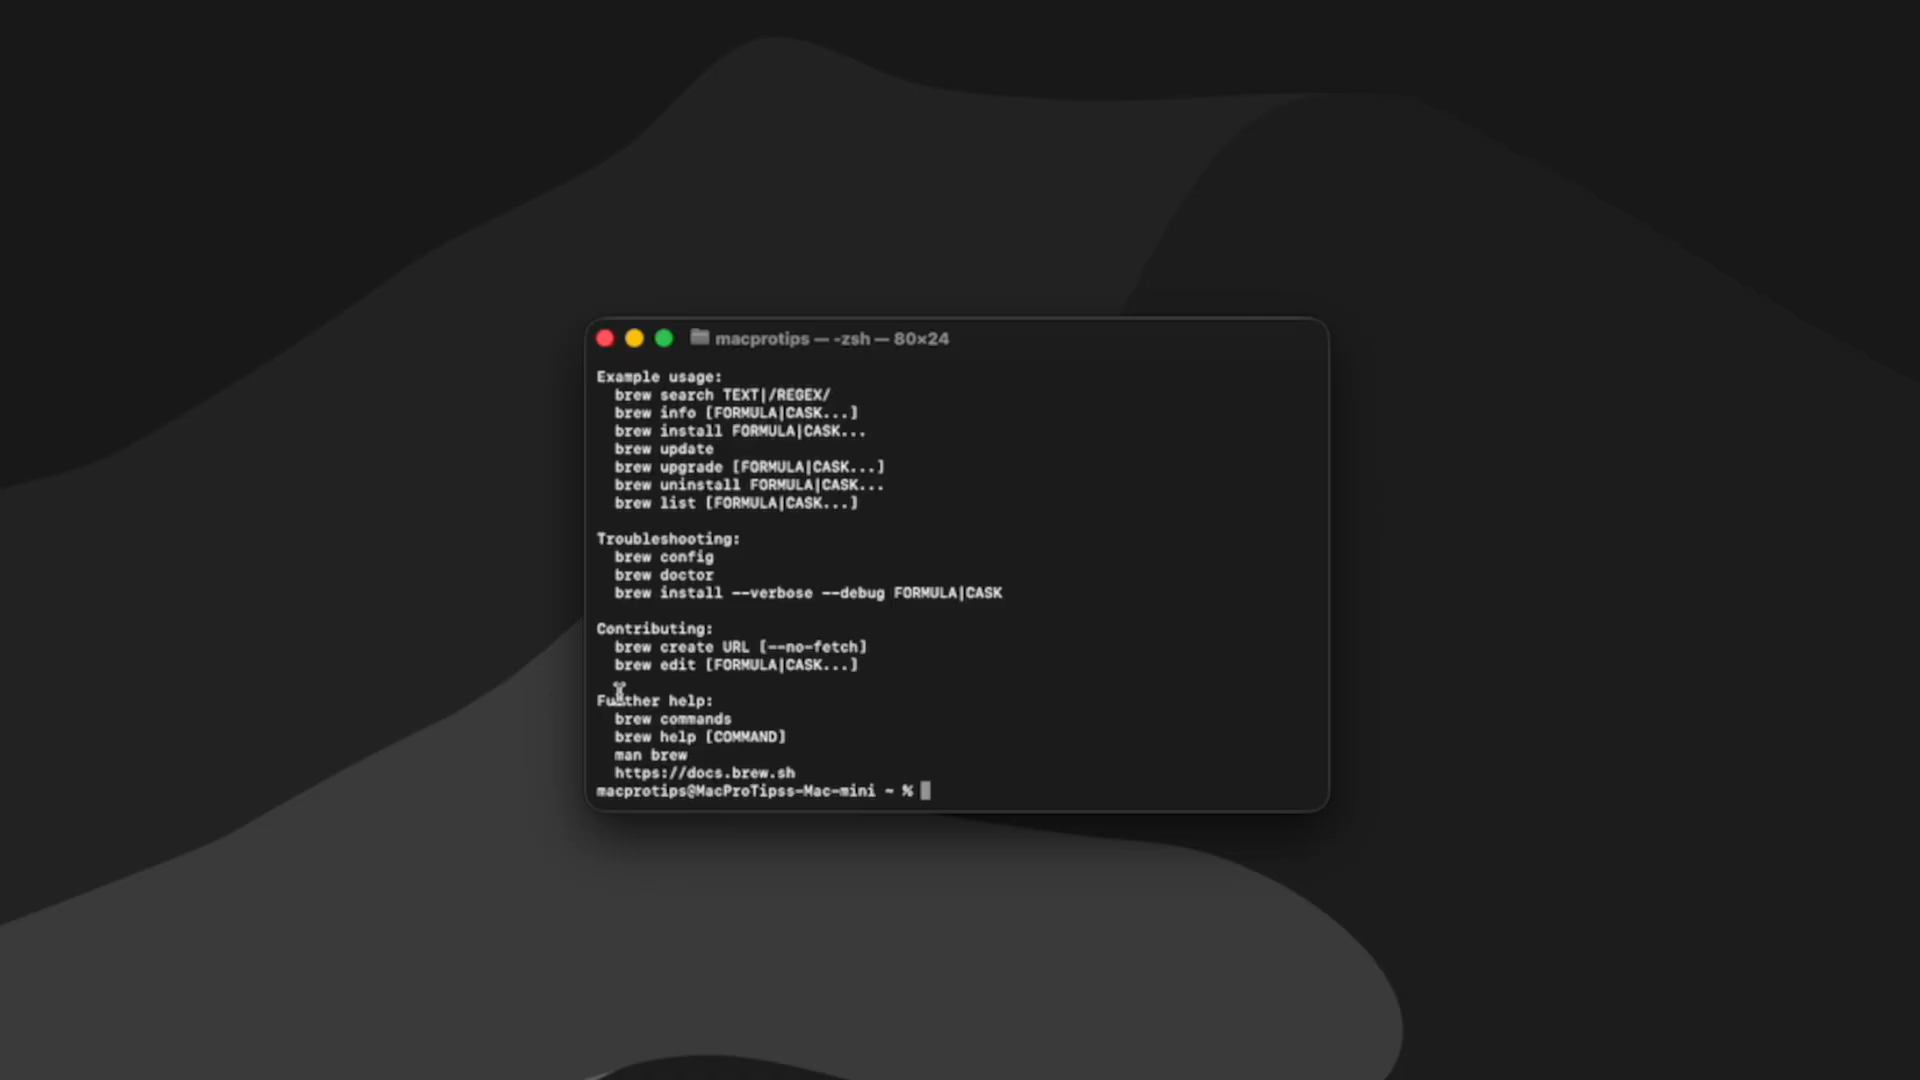 macprotips — -zsh — 80×24
Example usage:
brew search TEXT|/REGEX/
brew info [FORMULA|CASK...]
brew install FORMULA|CASK...
brew update
brew upgrade [FORMULA|CASK...]
brew uninstall FORMULA|CASK...
brew list [FORMULA|CASK...]
Troubleshooting:
brew config
brew doctor
brew install --verbose --debug FORMULA|CASK
Contributing:
brew create URL [--no-fetch]
brew edit [FORMULA|CASK...]
Further help:
brew commands
brew help [COMMAND]
man brew
https://docs.brew.sh
macprotips@MacProTipss-Mac-mini ~ %